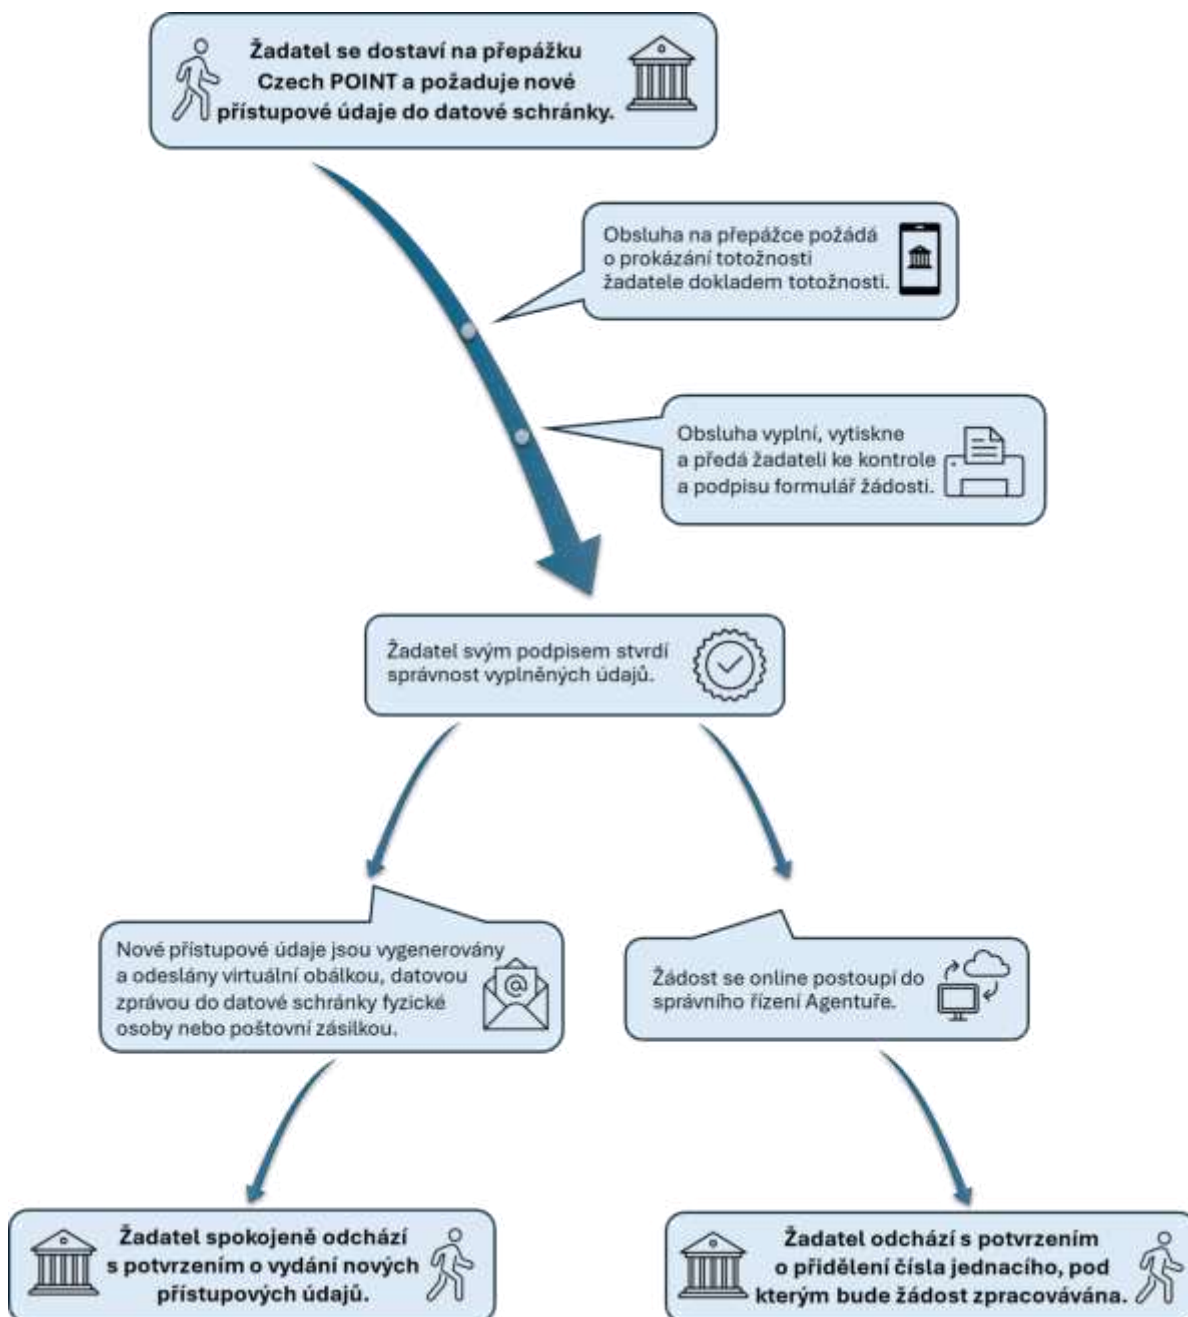 Žadatel se dostaví na přepážku
Czech POINT a požaduje nové
přístupové údaje do datové schránky.
Obsluha na přepážce požádá
o prokázání totožnosti
žadatele dokladem totožnosti.
Obsluha vyplní, vytiskne
a předá žadateli ke kontrole
a podpisu formulář žádosti.
Žadatel svým podpisem stvrdí
správnost vyplněných údajů.
Nové přístupové údaje jsou vygenerovány
a odeslány virtuální obálkou, datovou
zprávou do datové schránky fyzické
osoby nebo poštovní zásilkou.
Žádost se online postoupí do
správního řízení Agentuře.
Žadatel spokojeně odchází
s potvrzením o vydání nových
přístupových údajů.
Žadatel odchází s potvrzením
o přidělení čísla jednacího, pod
kterým bude žádost zpracovávána.